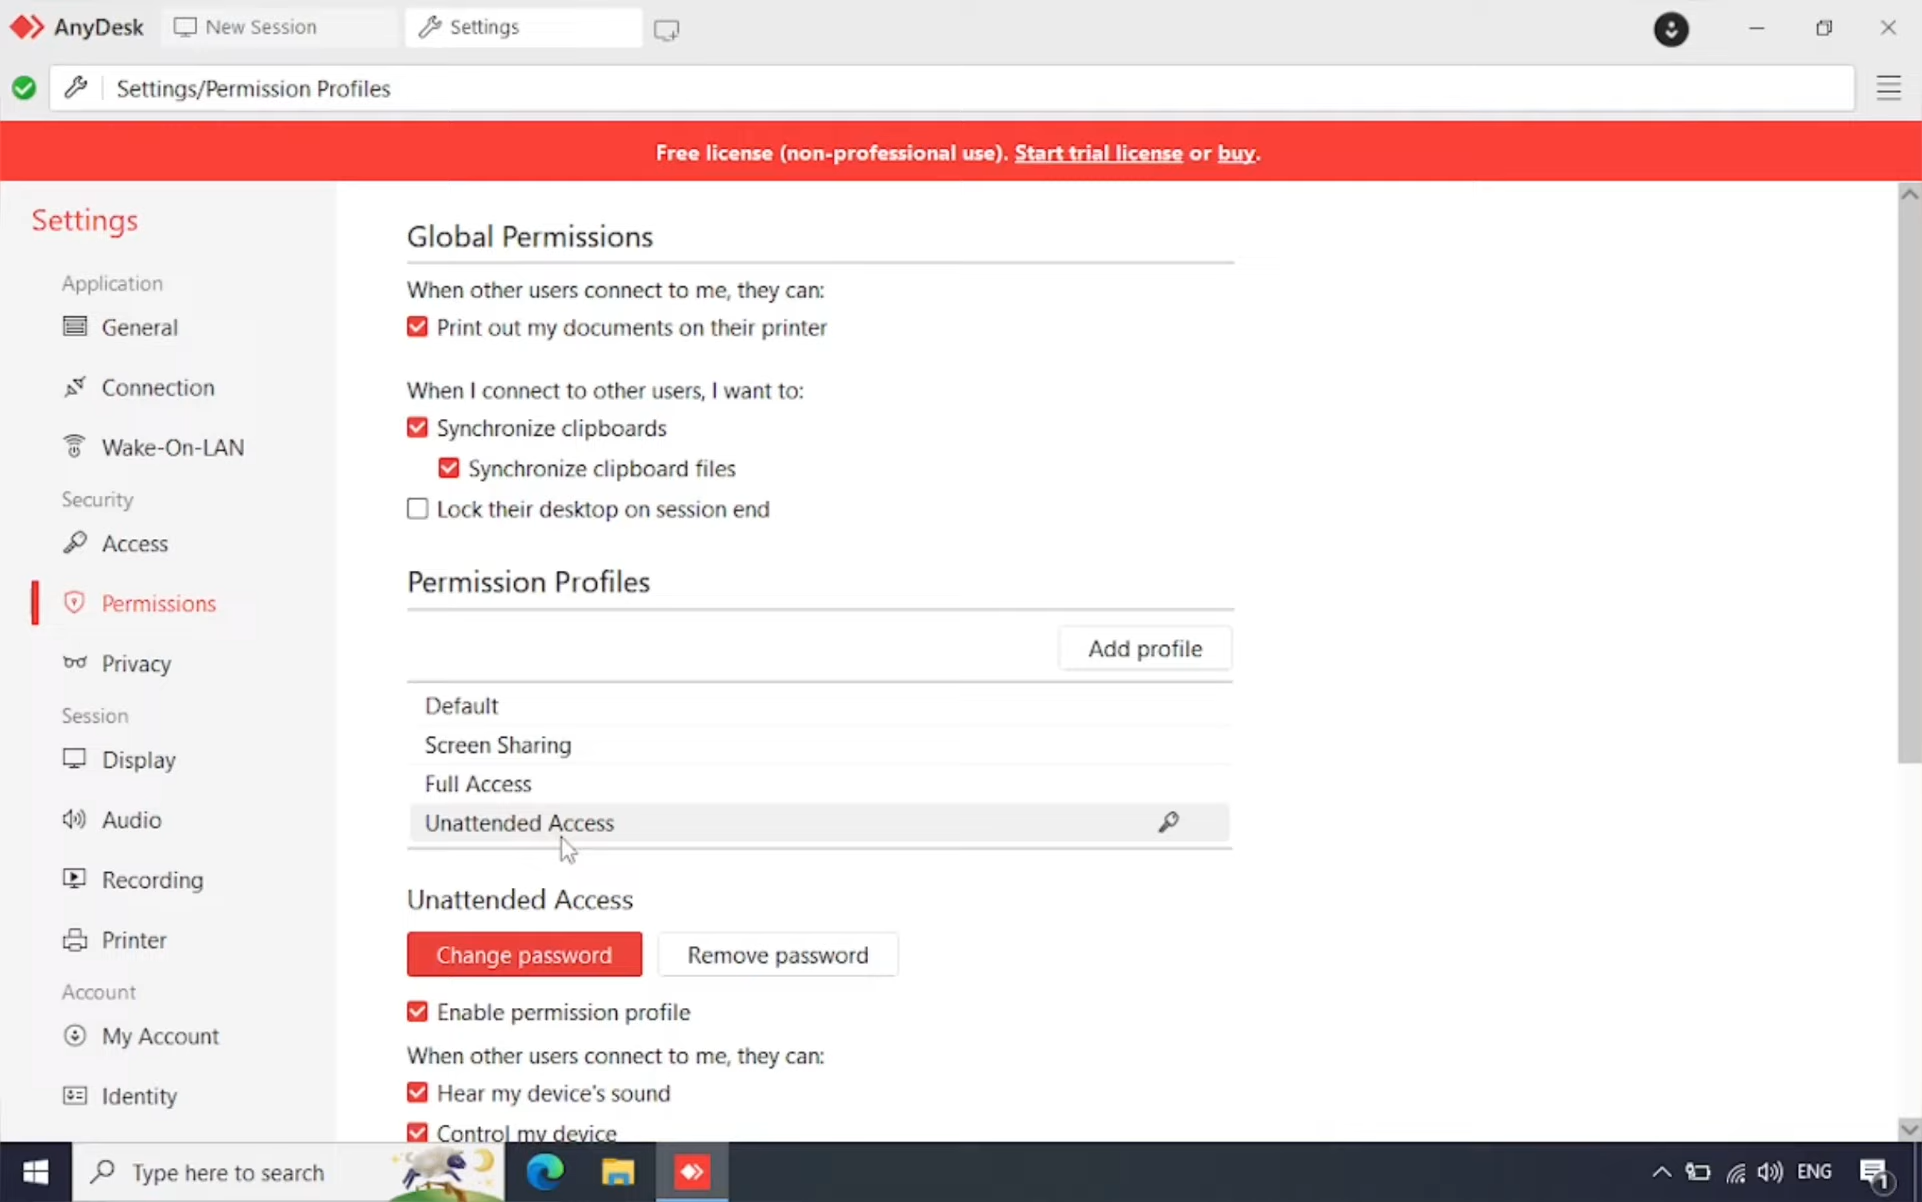 AnyDesk
New Session
Settings
Settings/Permission Profiles
Free license (non-professional use). Start trial license or buy.
Settings
Application
General
Connection
Wake-On-LAN
Security
Access
Permissions
Privacy
Session
Display
Audio
Recording
Printer
Account
My Account
Identity
Global Permissions
When other users connect to me, they can:
Print out my documents on their printer
When I connect to other users, I want to:
Synchronize clipboards
Synchronize clipboard files
Lock their desktop on session end
Permission Profiles
Add profile
Default
Screen Sharing
Full Access
Unattended Access
Unattended Access
Change password Remove password
Enable permission profile
When other users connect to me, they can:
Hear my device's sound
Control my device
Type here to search
ENG
1